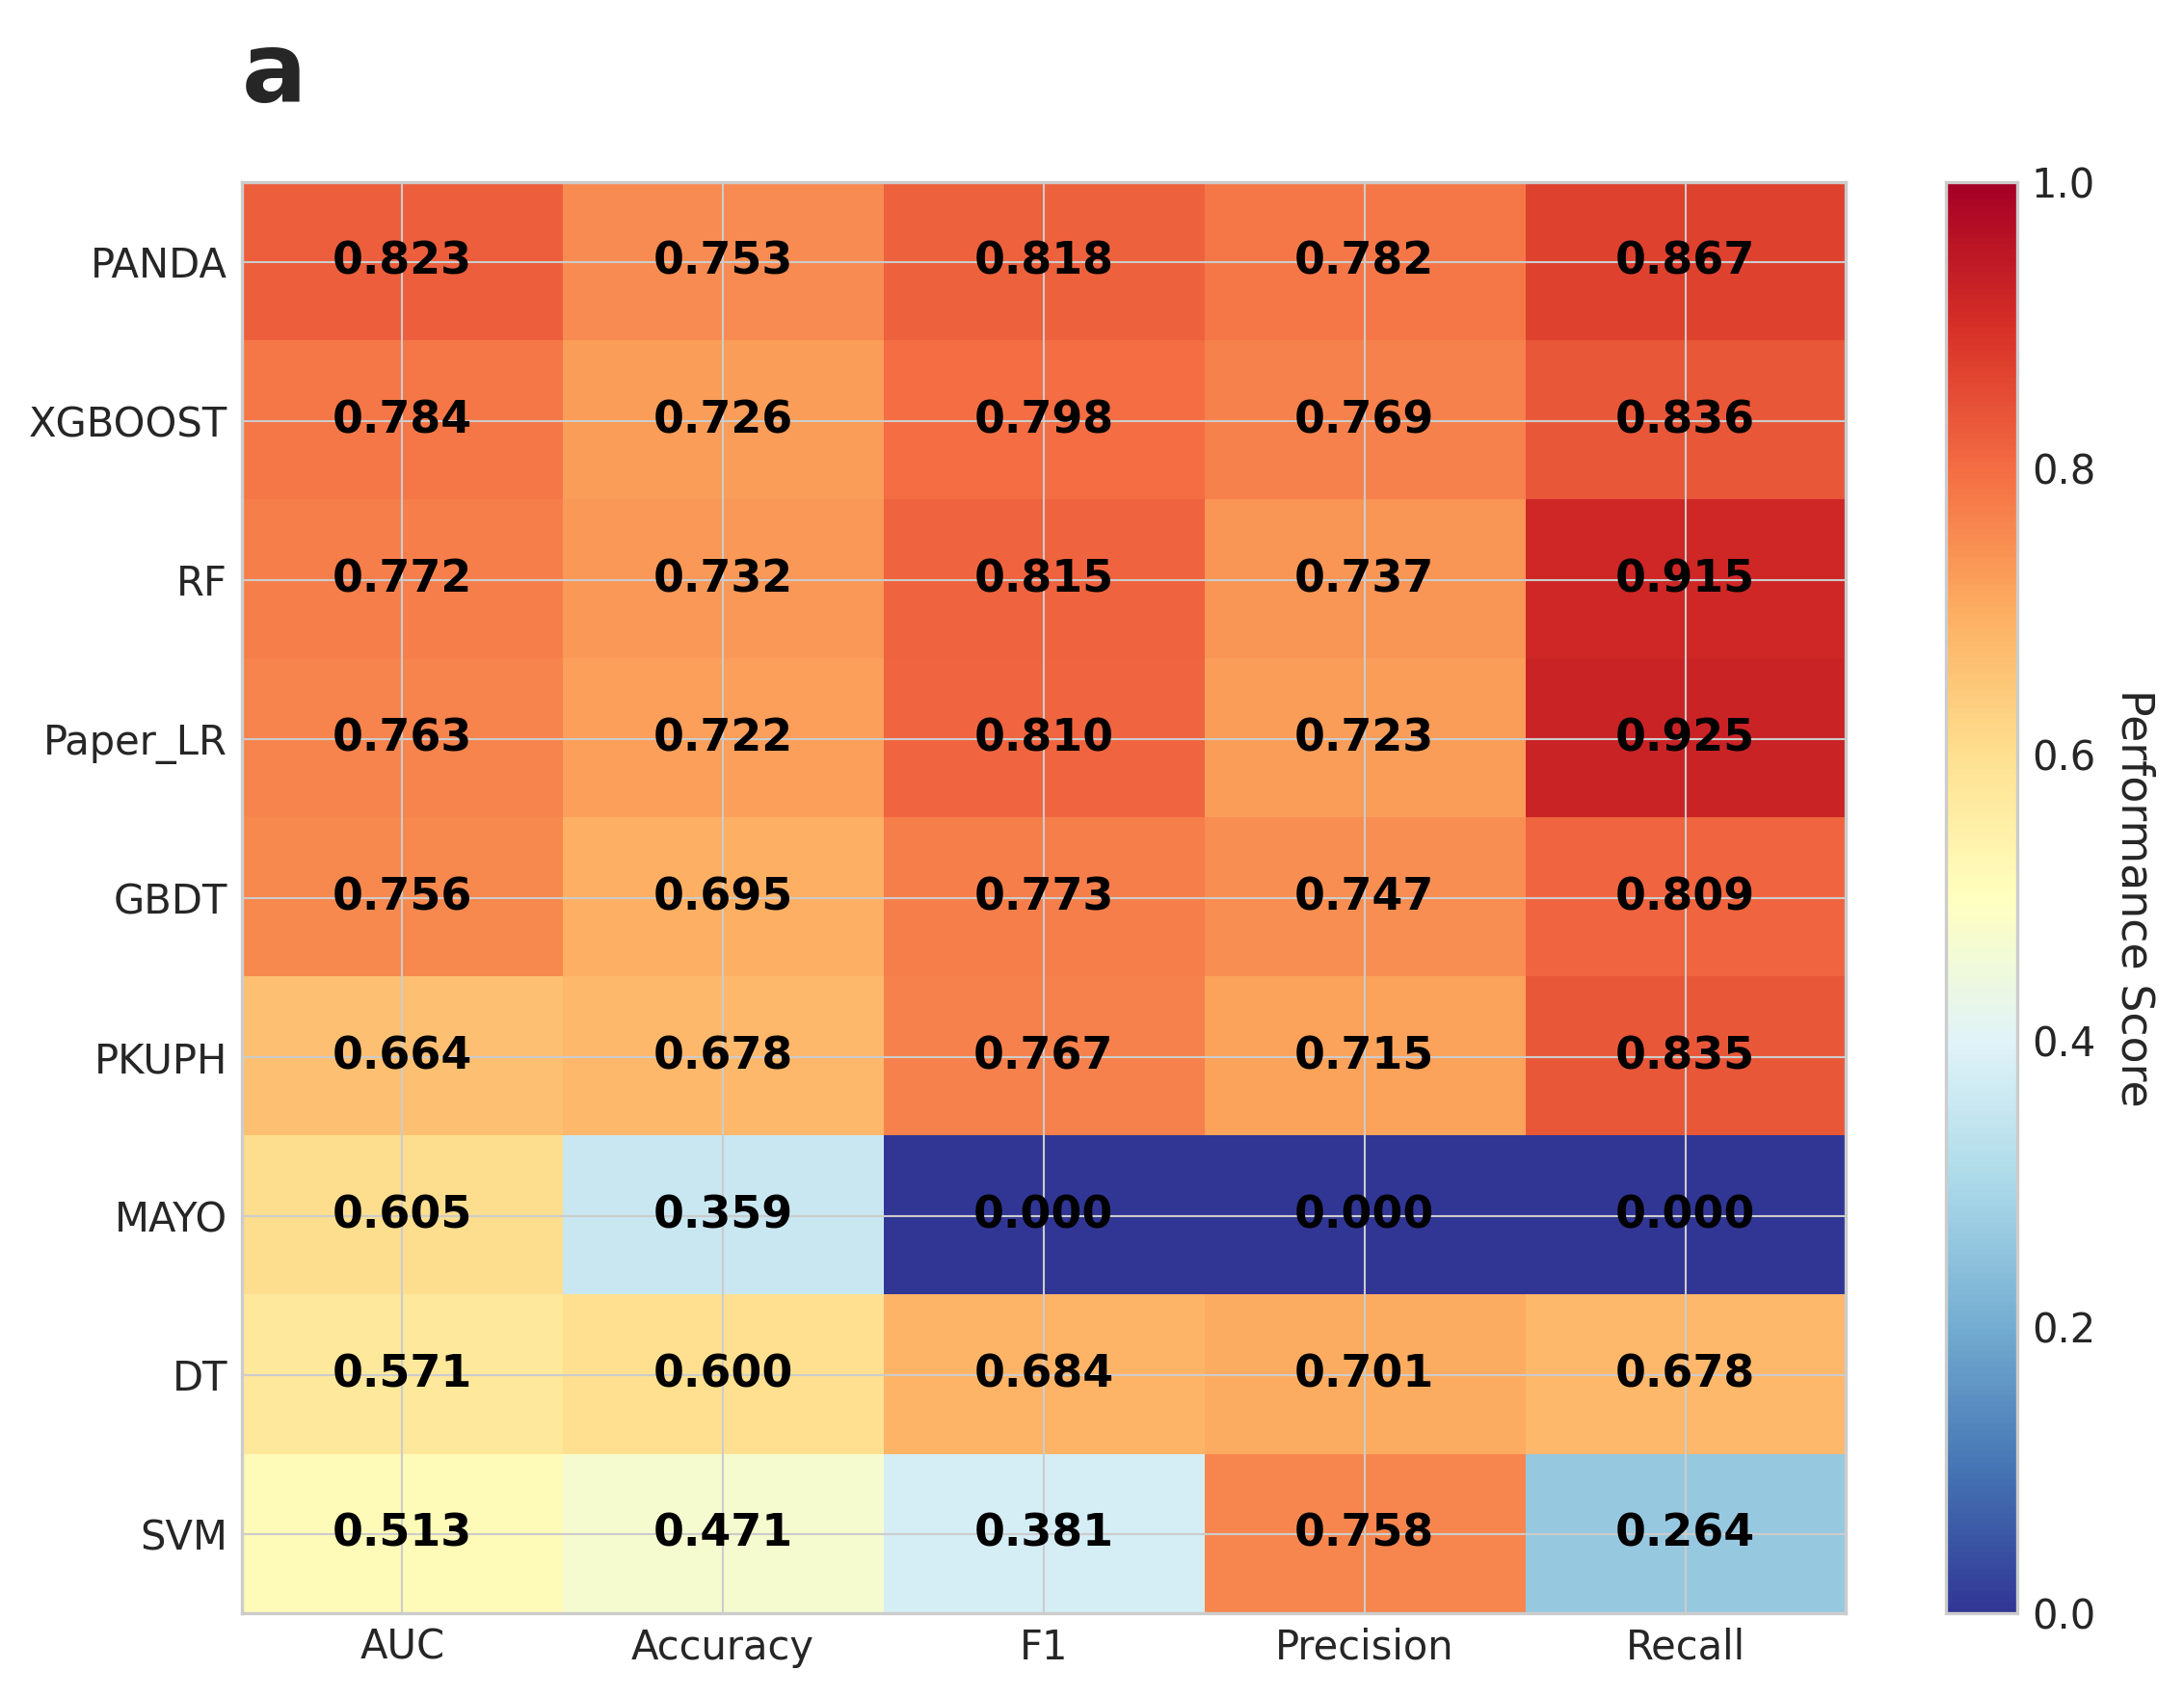 a
PANDA 0.823 0.753 0.818 0.782 0.867
XGBOOST 0.784 0.726 0.798 0.769 0.836
RF 0.772 0.732 0.815 0.737 0.915
Paper_LR 0.763 0.722 0.810 0.723 0.925
GBDT 0.756 0.695 0.773 0.747 0.809
PKUPH 0.664 0.678 0.767 0.715 0.835
MAYO 0.605 0.359 0.000 0.000 0.000
DT 0.571 0.600 0.684 0.701 0.678
SVM 0.513 0.471 0.381 0.758 0.264
AUC Accuracy F1 Precision Recall
1.0
0.8
0.6
0.4
0.2
0.0
Performance Score